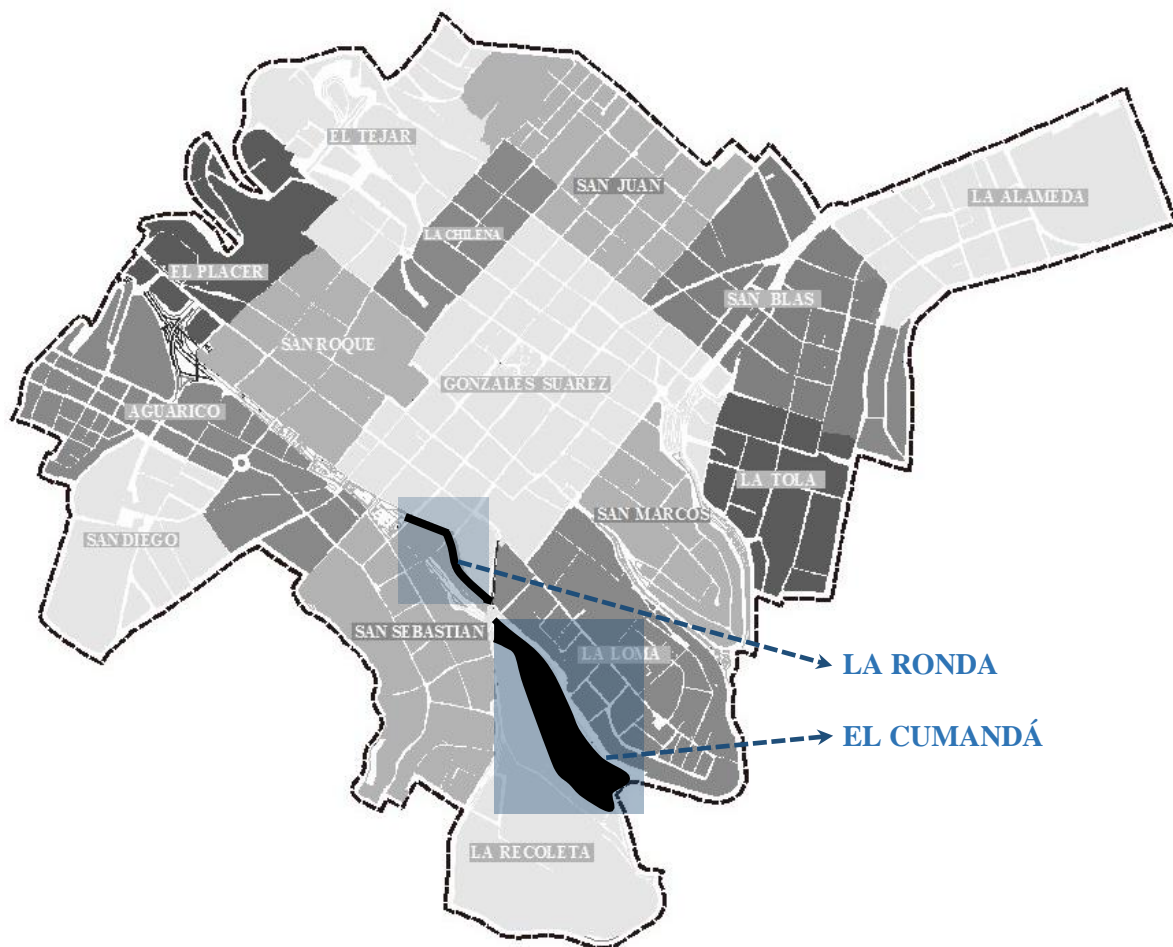 EL TEJAR
SAN JUAN
LA ALAMEDA
LA CHILENA
EL PLACER
SAN BLAS
SAN ROQUE
GONZALES SUAREZ
AGUARICO
LA TOLA
SAN MARCOS
SAN DIEGO
SAN SEBASTIAN
LA LOMA
LA RONDA
EL CUMANDÁ
LA RECOLETA